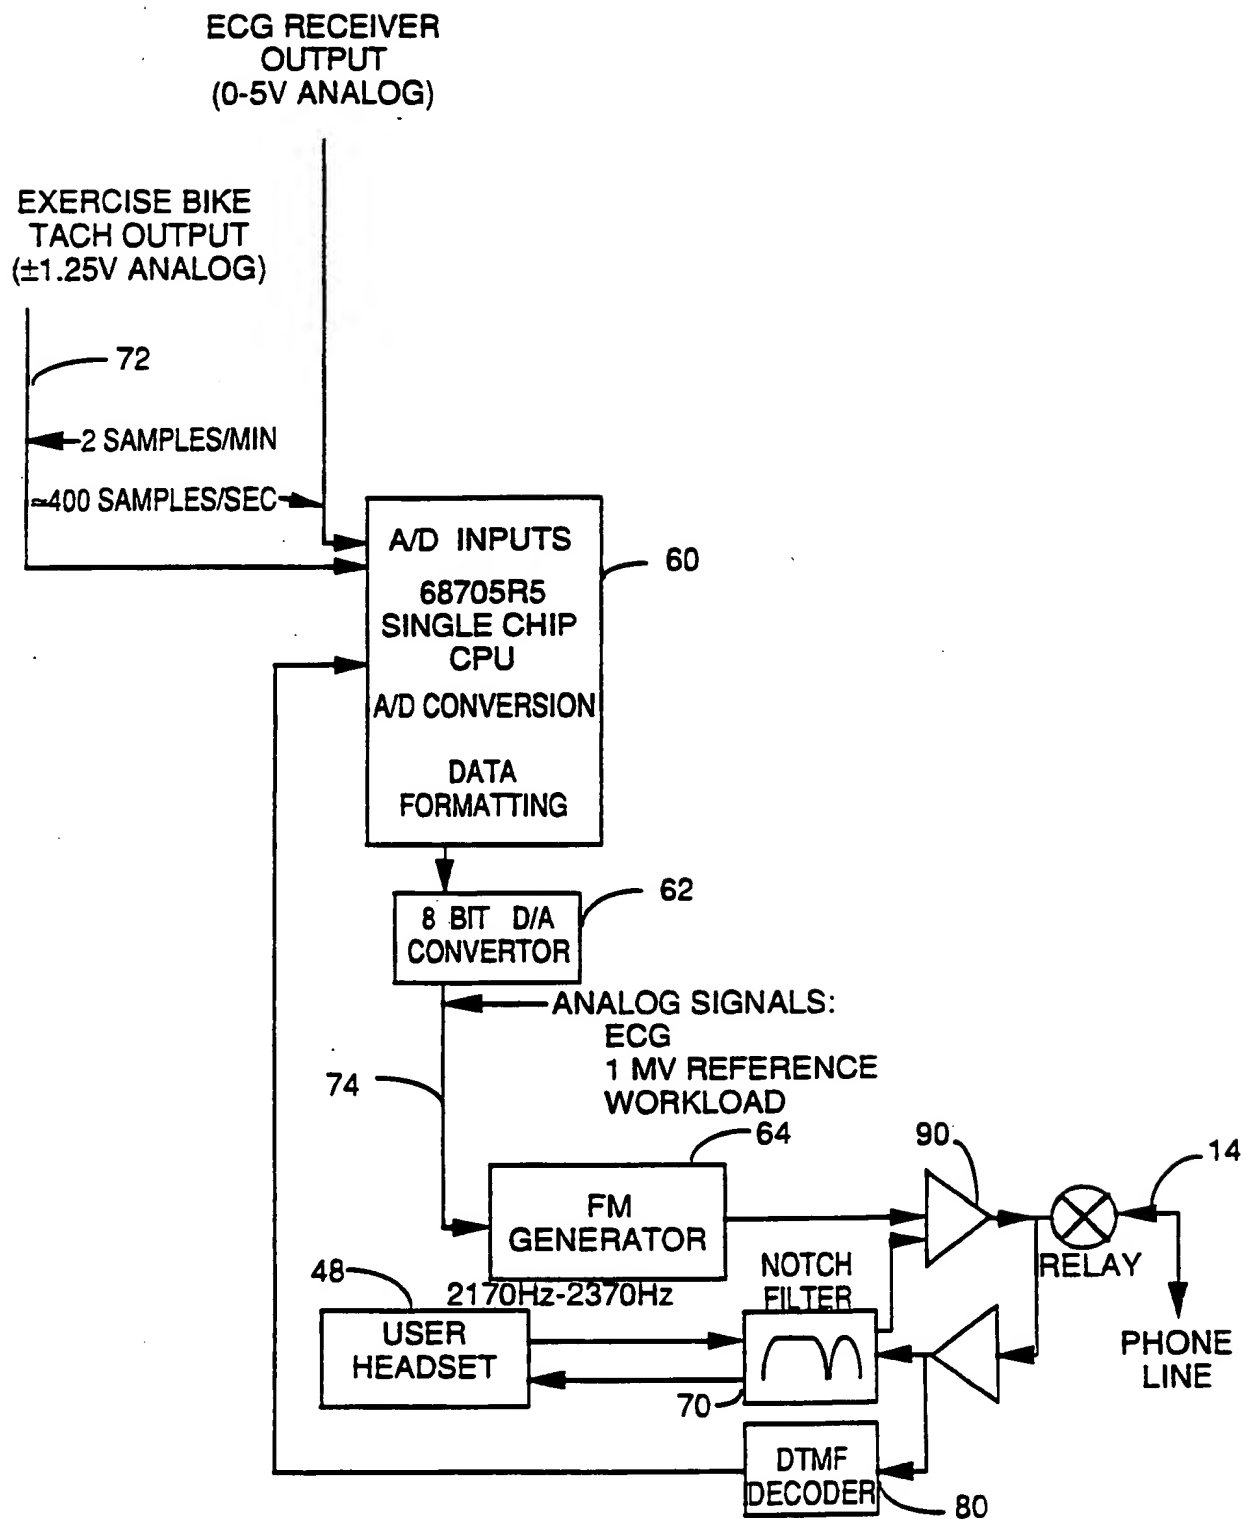 ECG RECEIVER
OUTPUT
(0-5V ANALOG)
EXERCISE BIKE
TACH OUTPUT
(±1.25V ANALOG)
72
2 SAMPLES/MIN
≃400 SAMPLES/SEC
A/D INPUTS
68705R5
SINGLE CHIP
CPU
A/D CONVERSION
DATA
FORMATTING
60
8 BIT D/A
CONVERTOR
62
ANALOG SIGNALS:
ECG
1 MV REFERENCE
WORKLOAD
74
64
90
14
FM
GENERATOR
2170Hz-2370Hz
RELAY
NOTCH
FILTER
48
USER
HEADSET
PHONE
LINE
70
DTMF
DECODER
80